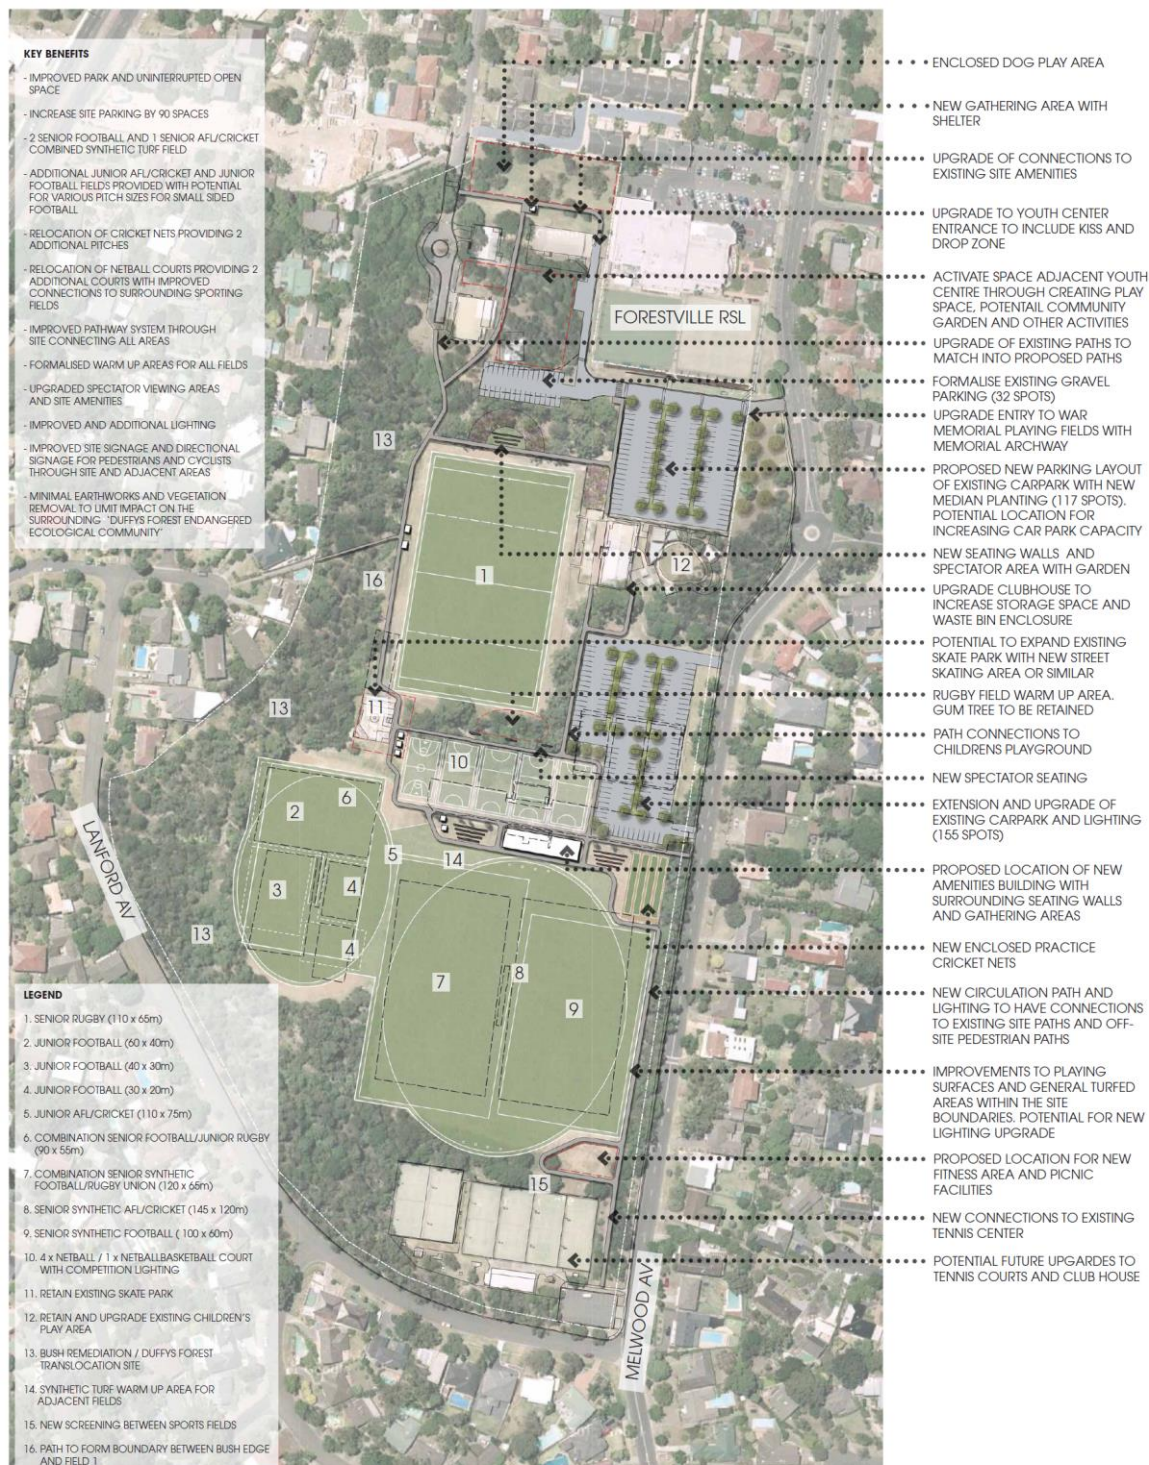 KEY BENEFITS
- IMPROVED PARK AND UNINTERRUPTED OPEN
SPACE
- INCREASE SITE PARKING BY 90 SPACES
- 2 SENIOR FOOTBALL AND 1 SENIOR AFL/CRICKET
COMBINED SYNTHETIC TURF FIELD
- ADDITIONAL JUNIOR AFL/CRICKET AND JUNIOR
FOOTBALL FIELDS PROVIDED WITH POTENTIAL
FOR VARIOUS PITCH SIZES FOR SMALL SIDED
FOOTBALL
- RELOCATION OF CRICKET NETS PROVIDING 2
ADDITIONAL PITCHES
- RELOCATION OF NETBALL COURTS PROVIDING 2
ADDITIONAL COURTS WITH IMPROVED
CONNECTIONS TO SURROUNDING SPORTING
FIELDS
- IMPROVED PATHWAY SYSTEM THROUGH
SITE CONNECTING ALL AREAS
- FORMALISED WARM UP AREAS FOR ALL FIELDS
- UPGRADED SPECTATOR VIEWING AREAS
AND SITE AMENITIES
- IMPROVED AND ADDITIONAL LIGHTING
- IMPROVED SITE SIGNAGE AND DIRECTIONAL
SIGNAGE FOR PEDESTRIANS AND CYCLISTS
THROUGH SITE AND ADJACENT AREAS
- MINIMAL EARTHWORKS AND VEGETATION
REMOVAL TO LIMIT IMPACT ON THE
SURROUNDING 'DUFFYS FOREST ENDANGERED
ECOLOGICAL COMMUNITY'
FORESTVILLE RSL
13
12
1
16
11
13
10
6
2
5
14
3
4
13
4
8
7
9
15
LANFORD AV
MELWOOD AV
LEGEND
1. SENIOR RUGBY (110 x 65m)
2. JUNIOR FOOTBALL (60 x 40m)
3. JUNIOR FOOTBALL (40 x 30m)
4. JUNIOR FOOTBALL (30 x 20m)
5. JUNIOR AFL/CRICKET (110 x 75m)
6. COMBINATION SENIOR FOOTBALL/JUNIOR RUGBY
(90 x 55m)
7. COMBINATION SENIOR SYNTHETIC
FOOTBALL/RUGBY UNION (120 x 65m)
8. SENIOR SYNTHETIC AFL/CRICKET (145 x 120m)
9. SENIOR SYNTHETIC FOOTBALL ( 100 x 60m)
10. 4 x NETBALL / 1 x NETBALLBASKETBALL COURT
WITH COMPETITION LIGHTING
11. RETAIN EXISTING SKATE PARK
12. RETAIN AND UPGRADE EXISTING CHILDREN'S
PLAY AREA
13. BUSH REMEDIATION / DUFFYS FOREST
TRANSLOCATION SITE
14. SYNTHETIC TURF WARM UP AREA FOR
ADJACENT FIELDS
15. NEW SCREENING BETWEEN SPORTS FIELDS
16. PATH TO FORM BOUNDARY BETWEEN BUSH EDGE
AND FIELD 1
ENCLOSED DOG PLAY AREA
NEW GATHERING AREA WITH
SHELTER
UPGRADE OF CONNECTIONS TO
EXISTING SITE AMENITIES
UPGRADE TO YOUTH CENTER
ENTRANCE TO INCLUDE KISS AND
DROP ZONE
ACTIVATE SPACE ADJACENT YOUTH
CENTRE THROUGH CREATING PLAY
SPACE, POTENTAIL COMMUNITY
GARDEN AND OTHER ACTIVITIES
UPGRADE OF EXISTING PATHS TO
MATCH INTO PROPOSED PATHS
FORMALISE EXISTING GRAVEL
PARKING (32 SPOTS)
UPGRADE ENTRY TO WAR
MEMORIAL PLAYING FIELDS WITH
MEMORIAL ARCHWAY
PROPOSED NEW PARKING LAYOUT
OF EXISTING CARPARK WITH NEW
MEDIAN PLANTING (117 SPOTS).
POTENTIAL LOCATION FOR
INCREASING CAR PARK CAPACITY
NEW SEATING WALLS AND
SPECTATOR AREA WITH GARDEN
UPGRADE CLUBHOUSE TO
INCREASE STORAGE SPACE AND
WASTE BIN ENCLOSURE
POTENTIAL TO EXPAND EXISTING
SKATE PARK WITH NEW STREET
SKATING AREA OR SIMILAR
RUGBY FIELD WARM UP AREA.
GUM TREE TO BE RETAINED
PATH CONNECTIONS TO
CHILDRENS PLAYGROUND
NEW SPECTATOR SEATING
EXTENSION AND UPGRADE OF
EXISTING CARPARK AND LIGHTING
(155 SPOTS)
PROPOSED LOCATION OF NEW
AMENITIES BUILDING WITH
SURROUNDING SEATING WALLS
AND GATHERING AREAS
NEW ENCLOSED PRACTICE
CRICKET NETS
NEW CIRCULATION PATH AND
LIGHTING TO HAVE CONNECTIONS
TO EXISTING SITE PATHS AND OFF-
SITE PEDESTRIAN PATHS
IMPROVEMENTS TO PLAYING
SURFACES AND GENERAL TURFED
AREAS WITHIN THE SITE
BOUNDARIES. POTENTIAL FOR NEW
LIGHTING UPGRADE
PROPOSED LOCATION FOR NEW
FITNESS AREA AND PICNIC
FACILITIES
NEW CONNECTIONS TO EXISTING
TENNIS CENTER
POTENTIAL FUTURE UPGARDES TO
TENNIS COURTS AND CLUB HOUSE